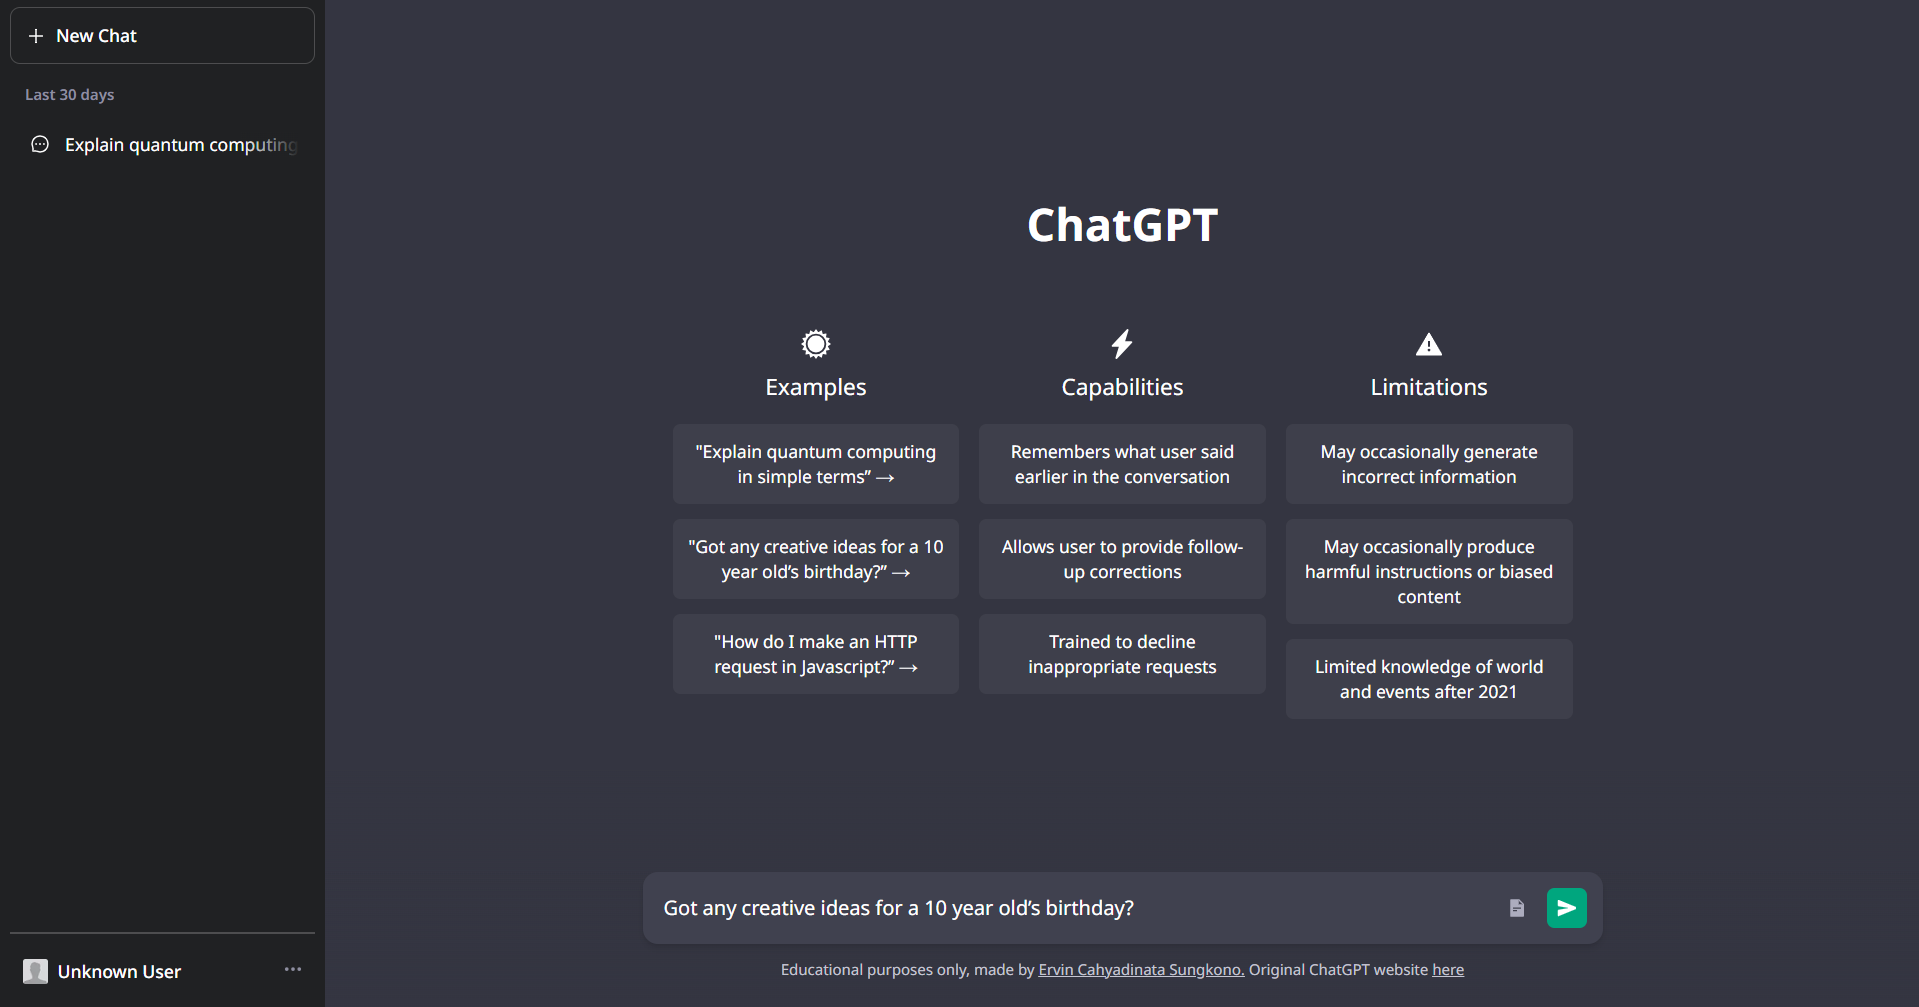 New Chat
Last 30 days
Explain quantum computing
Unknown User
ChatGPT
Examples
"Explain quantum computing
in simple terms” →
"Got any creative ideas for a 10
year old’s birthday?” →
"How do I make an HTTP
request in Javascript?” →
Capabilities
Remembers what user said
earlier in the conversation
Allows user to provide follow-
up corrections
Trained to decline
inappropriate requests
Limitations
May occasionally generate
incorrect information
May occasionally produce
harmful instructions or biased
content
Limited knowledge of world
and events after 2021
Got any creative ideas for a 10 year old’s birthday?
Educational purposes only, made by Ervin Cahyadinata Sungkono. Original ChatGPT website here